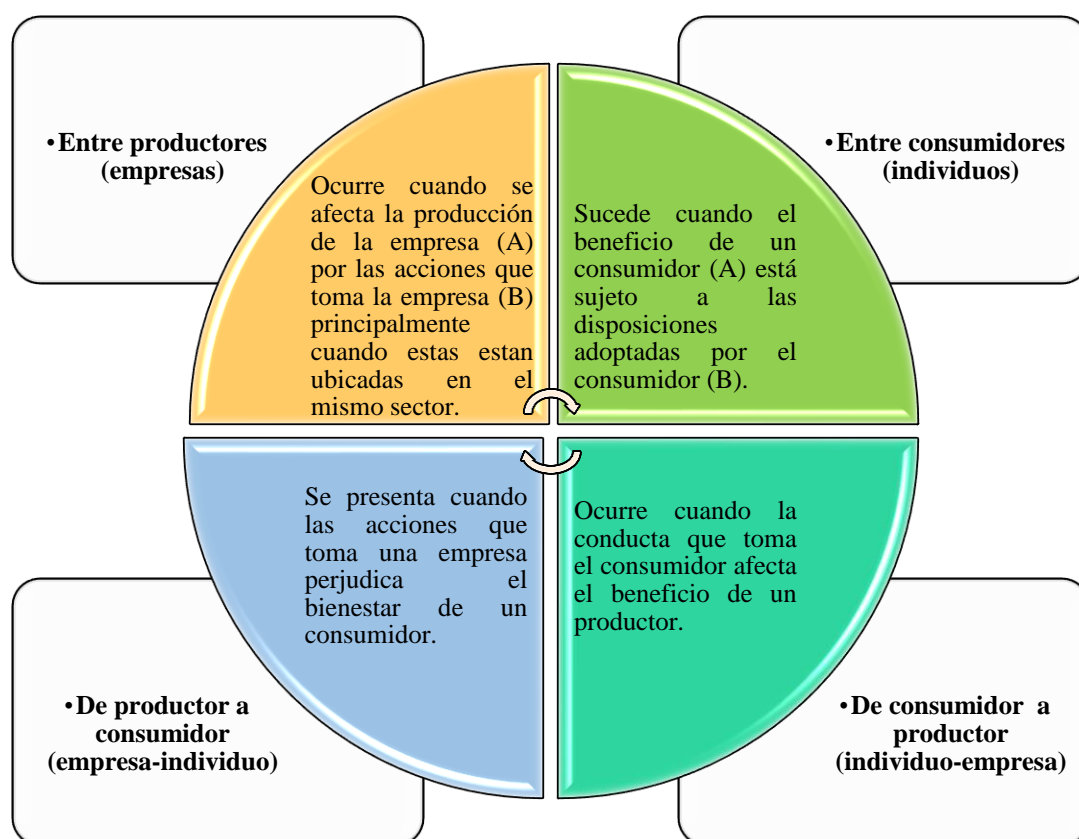 •Entre productores
(empresas)
Ocurre cuando se
afecta la producción
de la empresa (A)
por las acciones que
toma la empresa (B)
principalmente
cuando estas estan
ubicadas en el
mismo sector.
•Entre consumidores
(individuos)
Sucede cuando el
beneficio de un
consumidor (A) está
sujeto a las
disposiciones
adoptadas por el
consumidor (B).
•De productor a
consumidor
(empresa-individuo)
Se presenta cuando
las acciones que
toma una empresa
perjudica el
bienestar de un
consumidor.
•De consumidor a
productor
(individuo-empresa)
Ocurre cuando la
conducta que toma
el consumidor afecta
el beneficio de un
productor.